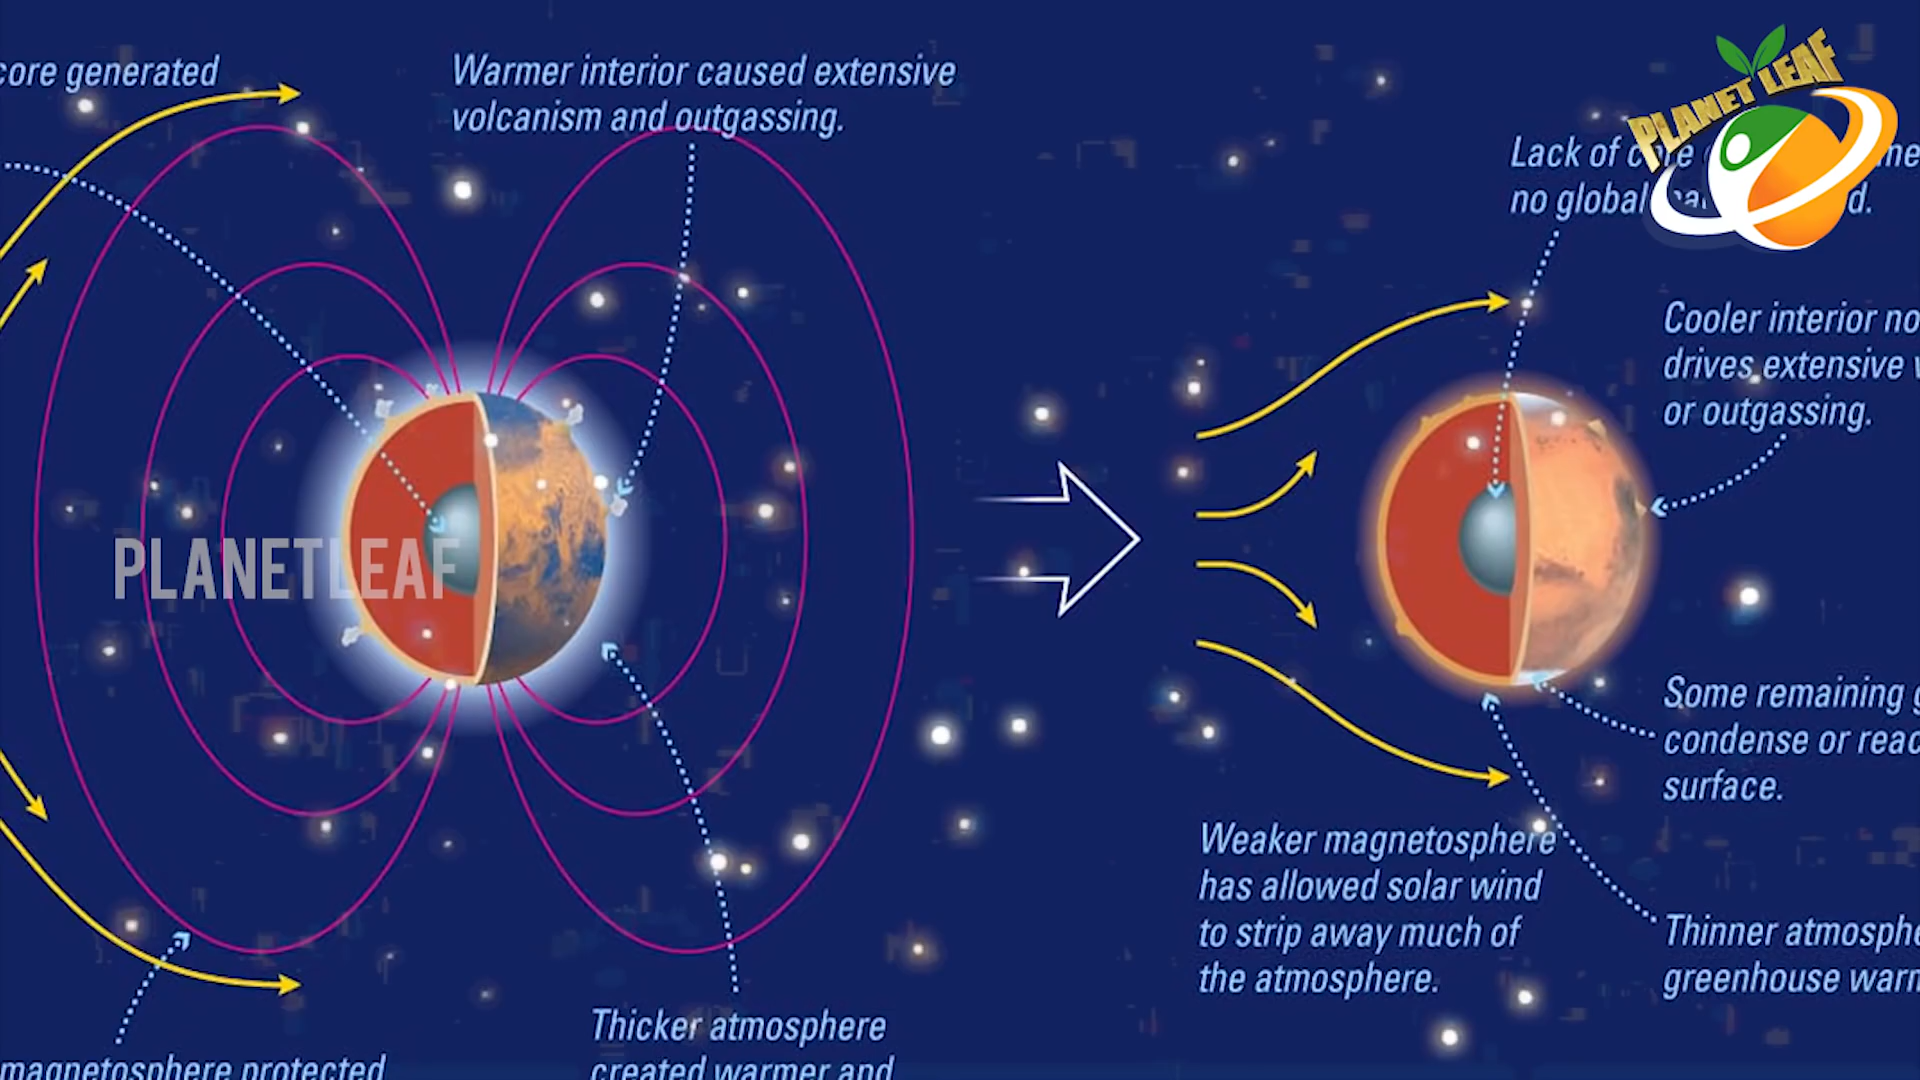 core generated
Warmer interior caused extensive
volcanism and outgassing.
PLANET LEAF
Lack of
no global
Cooler interior no
drives extensive
or outgassing.
PLANETLEAF
Some remaining
condense or reac
surface.
Weaker magnetosphere
has allowed solar wind
to strip away much of
the atmosphere.
Thinner atmosphe
greenhouse warm
Thicker atmosphere
created warmer and
magnetosphere protected